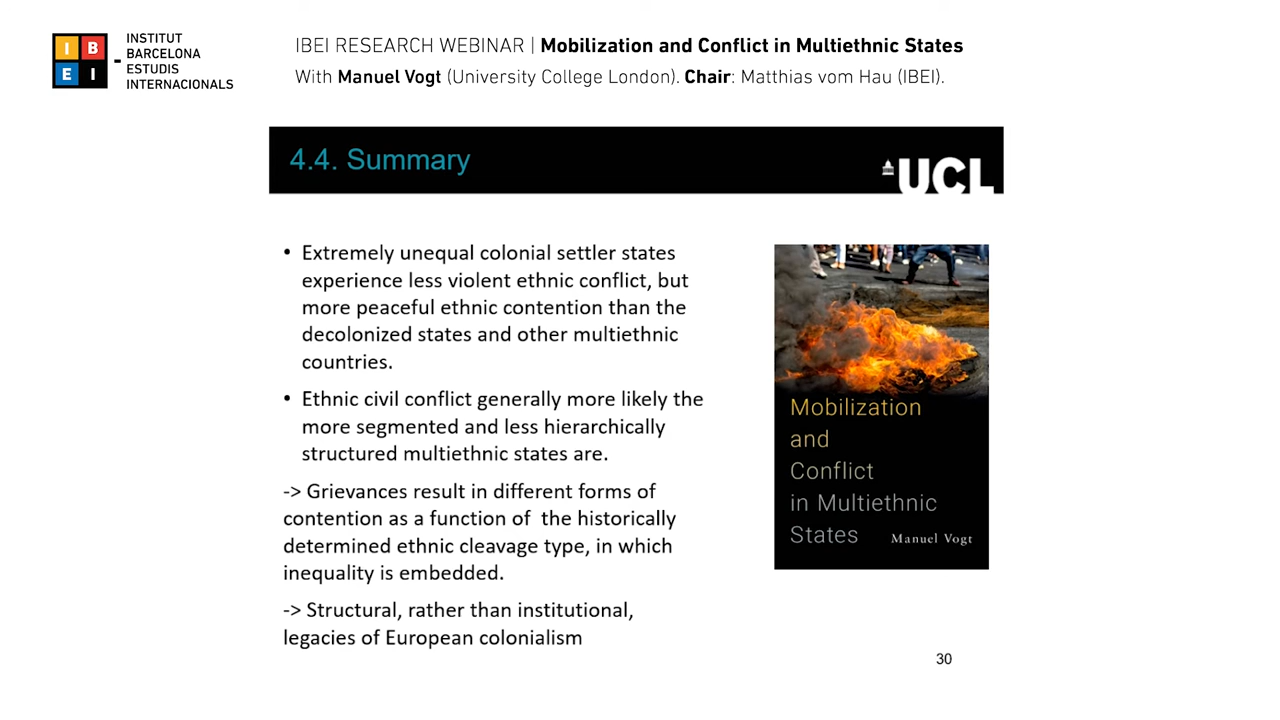 I B
E I
INSTITUT
BARCELONA
ESTUDIS
INTERNACIONALS
IBEI RESEARCH WEBINAR | Mobilization and Conflict in Multiethnic States
With Manuel Vogt (University College London). Chair: Matthias vom Hau (IBEI).
4.4. Summary
UCL
• Extremely unequal colonial settler states
experience less violent ethnic conflict, but
more peaceful ethnic contention than the
decolonized states and other multiethnic
countries.
• Ethnic civil conflict generally more likely the
more segmented and less hierarchically
structured multiethnic states are.
-> Grievances result in different forms of
contention as a function of  the historically
determined ethnic cleavage type, in which
inequality is embedded.
-> Structural, rather than institutional,
legacies of European colonialism
Mobilization
and
Conflict
in Multiethnic
States
Manuel Vogt
30